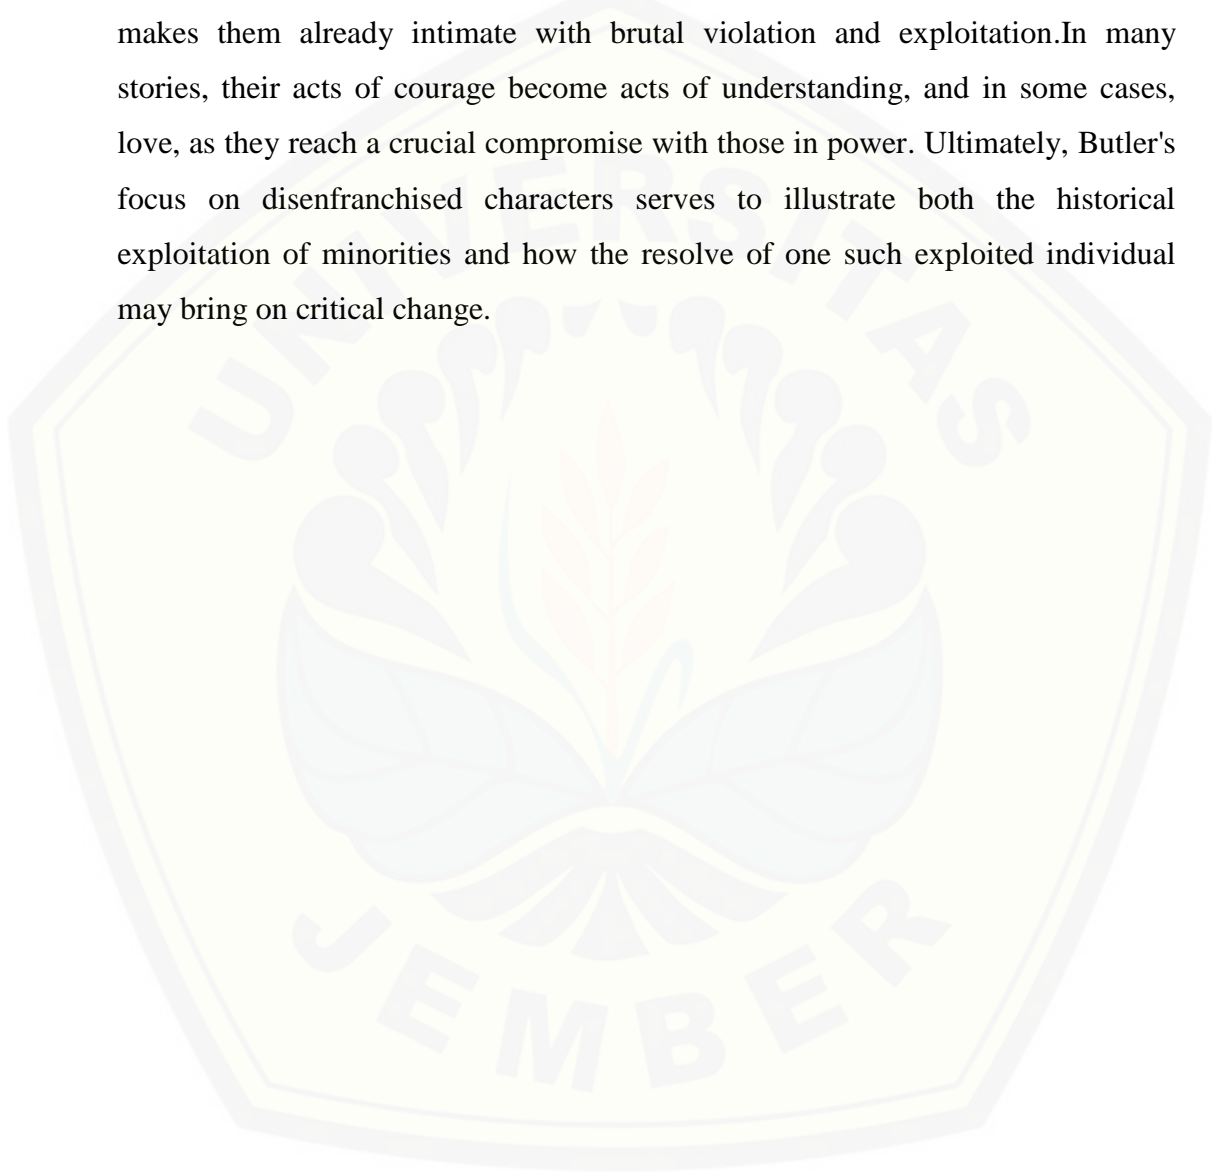 makes them already intimate with brutal violation and exploitation.In many
stories, their acts of courage become acts of understanding, and in some cases,
love, as they reach a crucial compromise with those in power. Ultimately, Butler's
focus on disenfranchised characters serves to illustrate both the historical
exploitation of minorities and how the resolve of one such exploited individual
may bring on critical change.
UNIVERSITAS
JEMBER